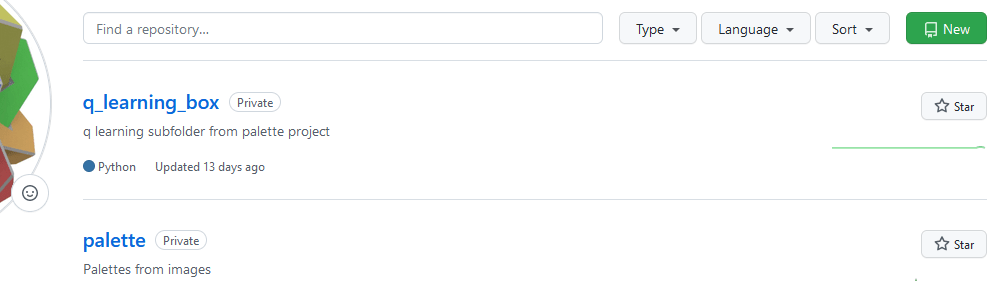 Find a repository...
Type
Language
Sort
New
q_learning_box Private
Star
q learning subfolder from palette project
Python Updated 13 days ago
palette Private
Star
Palettes from images